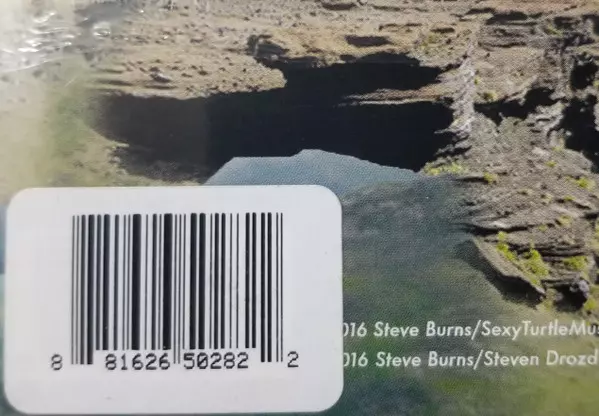 016 Steve Burns/SexyTurtleMus
016 Steve Burns/Steven Drozd
8 81626 50282 2